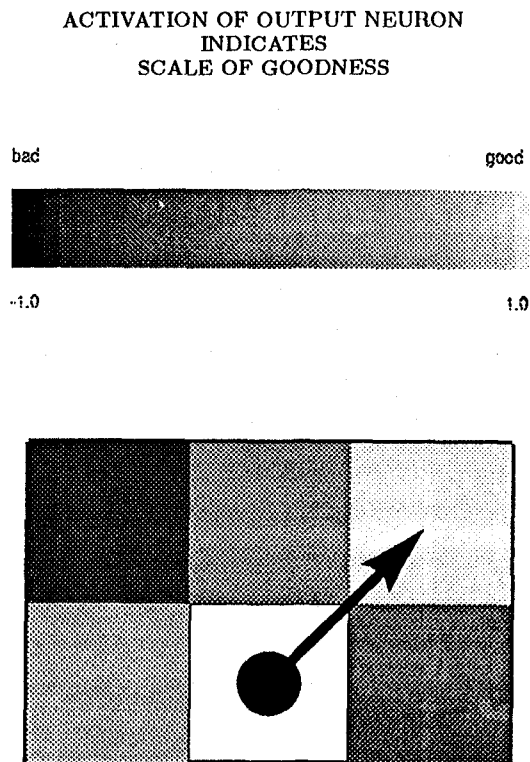 ACTIVATION OF OUTPUT NEURON
INDICATES
SCALE OF GOODNESS
bad good
-1.0 1.0